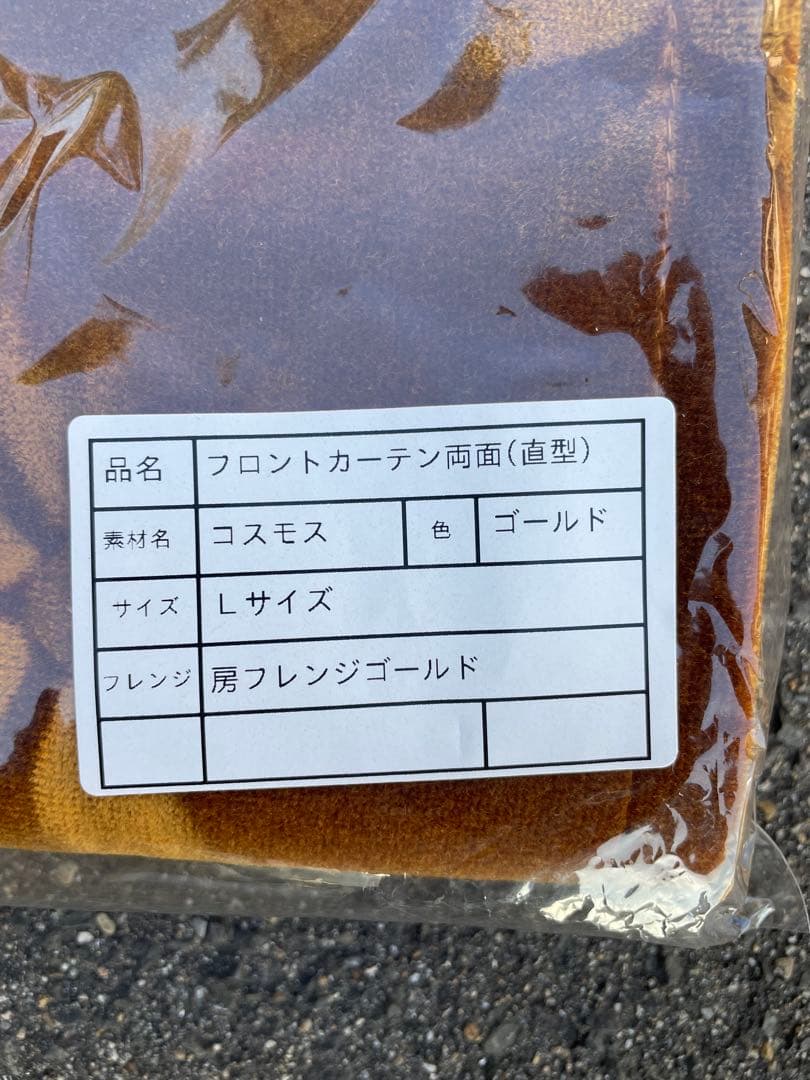 品名 フロントカーテン両面(直型)
素材名 コスモス 色 ゴールド
サイズ Lサイズ
フレンジ 房フレンジゴールド